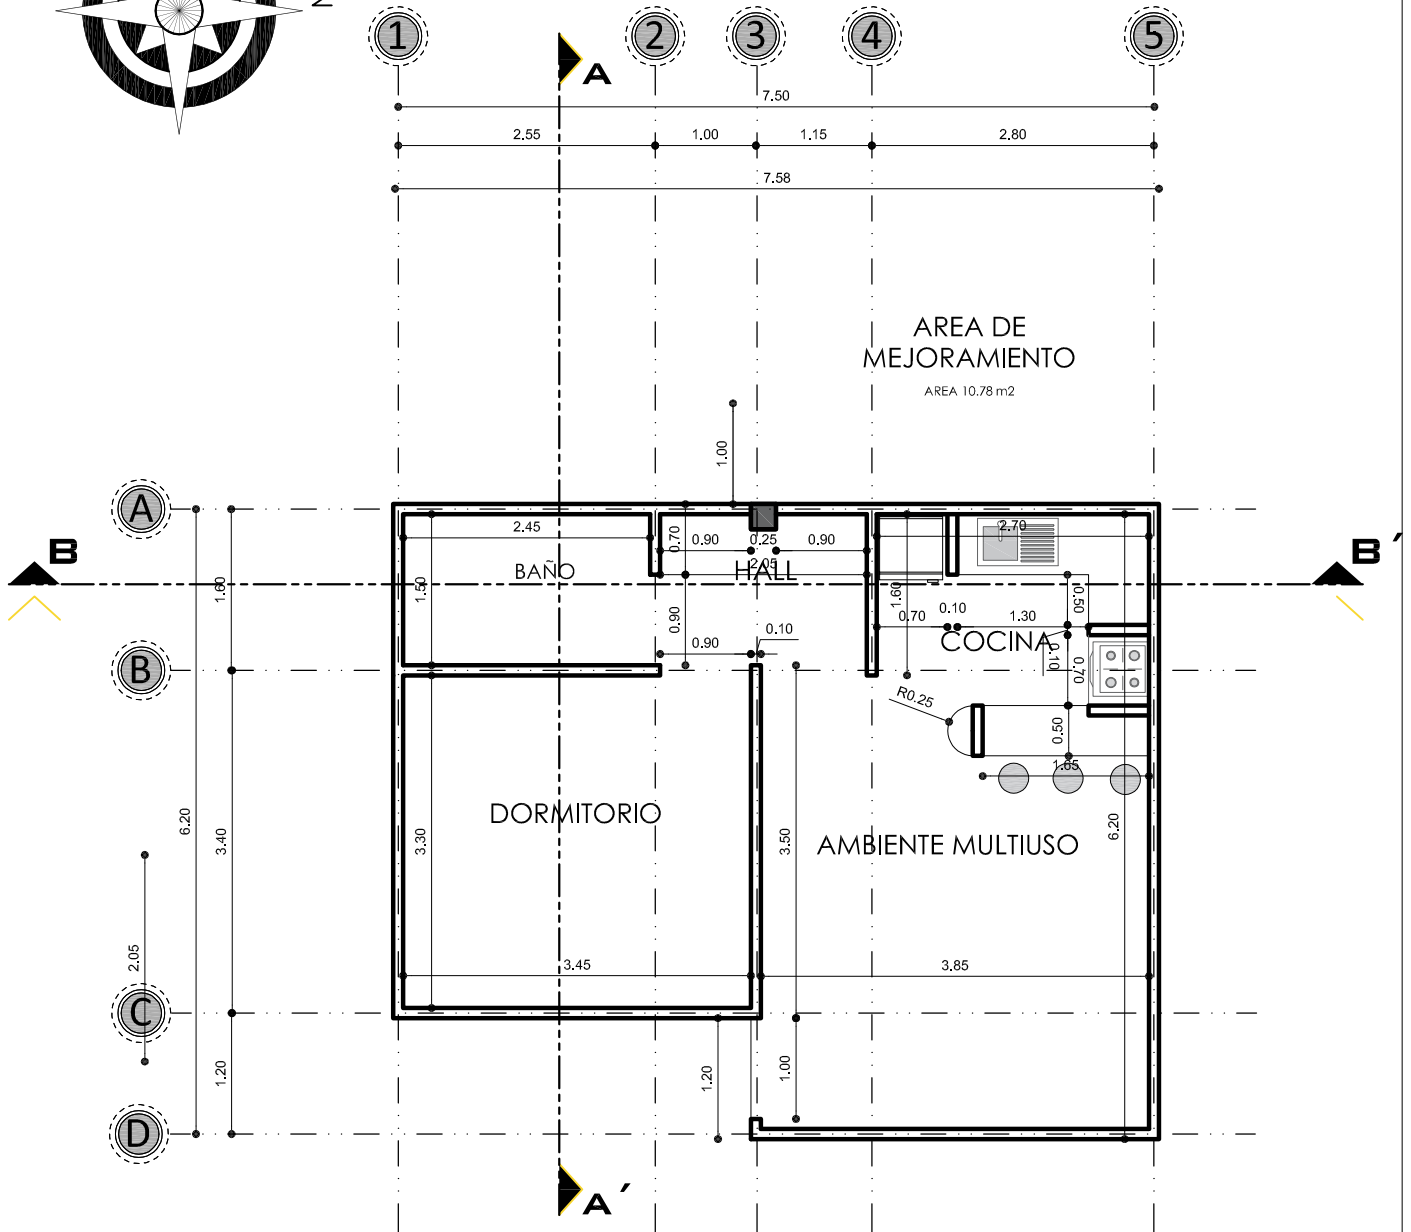 N
1 2 3 4 5
A
7.50
2.55 1.00 1.15 2.80
7.58
AREA DE
MEJORAMIENTO
AREA 10.78 m2
1.00
A
2.45 0.70 0.90 0.25 0.90 2.70
B B´
BAÑO HALL
2.05
1.60 1.50 1.60 0.50
0.90 0.70 0.10 1.30
0.90 0.10 COCINA
B
0.10 0.70
R0.25
0.50
1.65
DORMITORIO
6.20 3.40 3.30 3.50 6.20
AMBIENTE MULTIUSO
2.05
3.45 3.85
C
1.20 1.20 1.00
D
A´